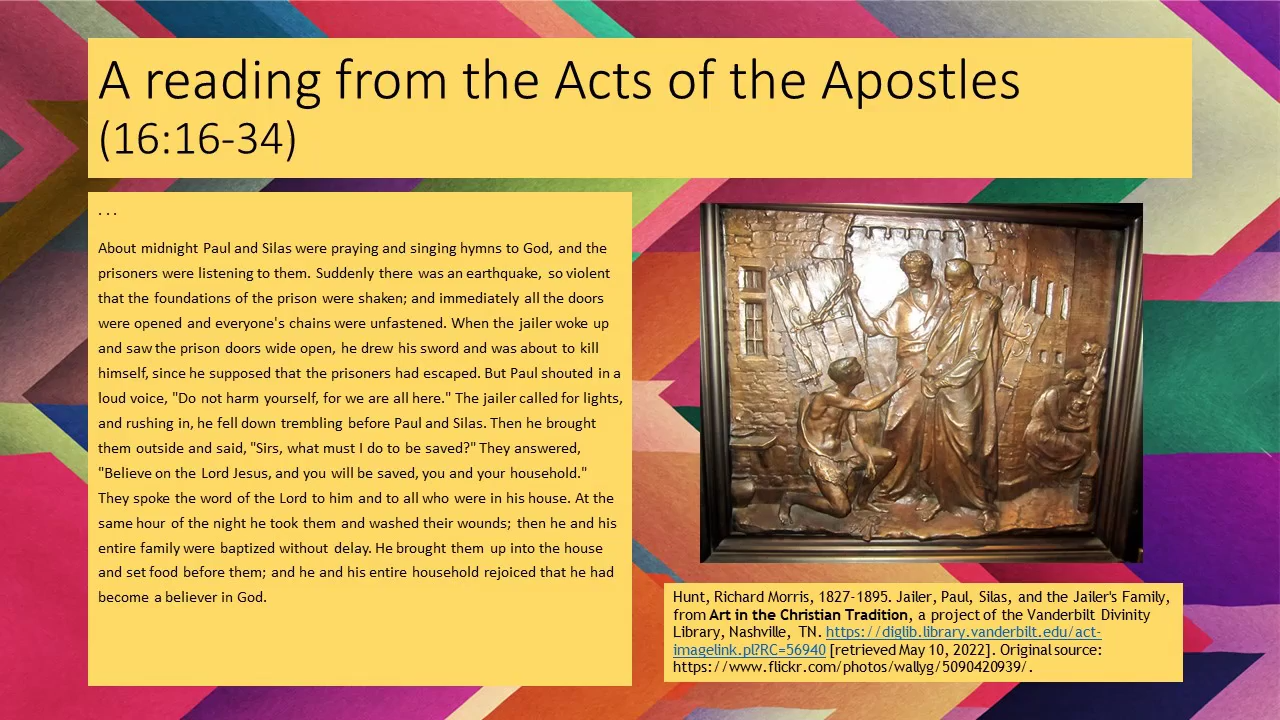 A reading from the Acts of the Apostles
(16:16-34)
. . .
About midnight Paul and Silas were praying and singing hymns to God, and the
prisoners were listening to them. Suddenly there was an earthquake, so violent
that the foundations of the prison were shaken; and immediately all the doors
were opened and everyone's chains were unfastened. When the jailer woke up
and saw the prison doors wide open, he drew his sword and was about to kill
himself, since he supposed that the prisoners had escaped. But Paul shouted in a
loud voice, "Do not harm yourself, for we are all here." The jailer called for lights,
and rushing in, he fell down trembling before Paul and Silas. Then he brought
them outside and said, "Sirs, what must I do to be saved?" They answered,
"Believe on the Lord Jesus, and you will be saved, you and your household."
They spoke the word of the Lord to him and to all who were in his house. At the
same hour of the night he took them and washed their wounds; then he and his
entire family were baptized without delay. He brought them up into the house
and set food before them; and he and his entire household rejoiced that he had
become a believer in God.
Hunt, Richard Morris, 1827-1895. Jailer, Paul, Silas, and the Jailer's Family,
from Art in the Christian Tradition, a project of the Vanderbilt Divinity
Library, Nashville, TN. https://diglib.library.vanderbilt.edu/act-
imagelink.pl?RC=56940 [retrieved May 10, 2022]. Original source:
https://www.flickr.com/photos/wallyg/5090420939/.